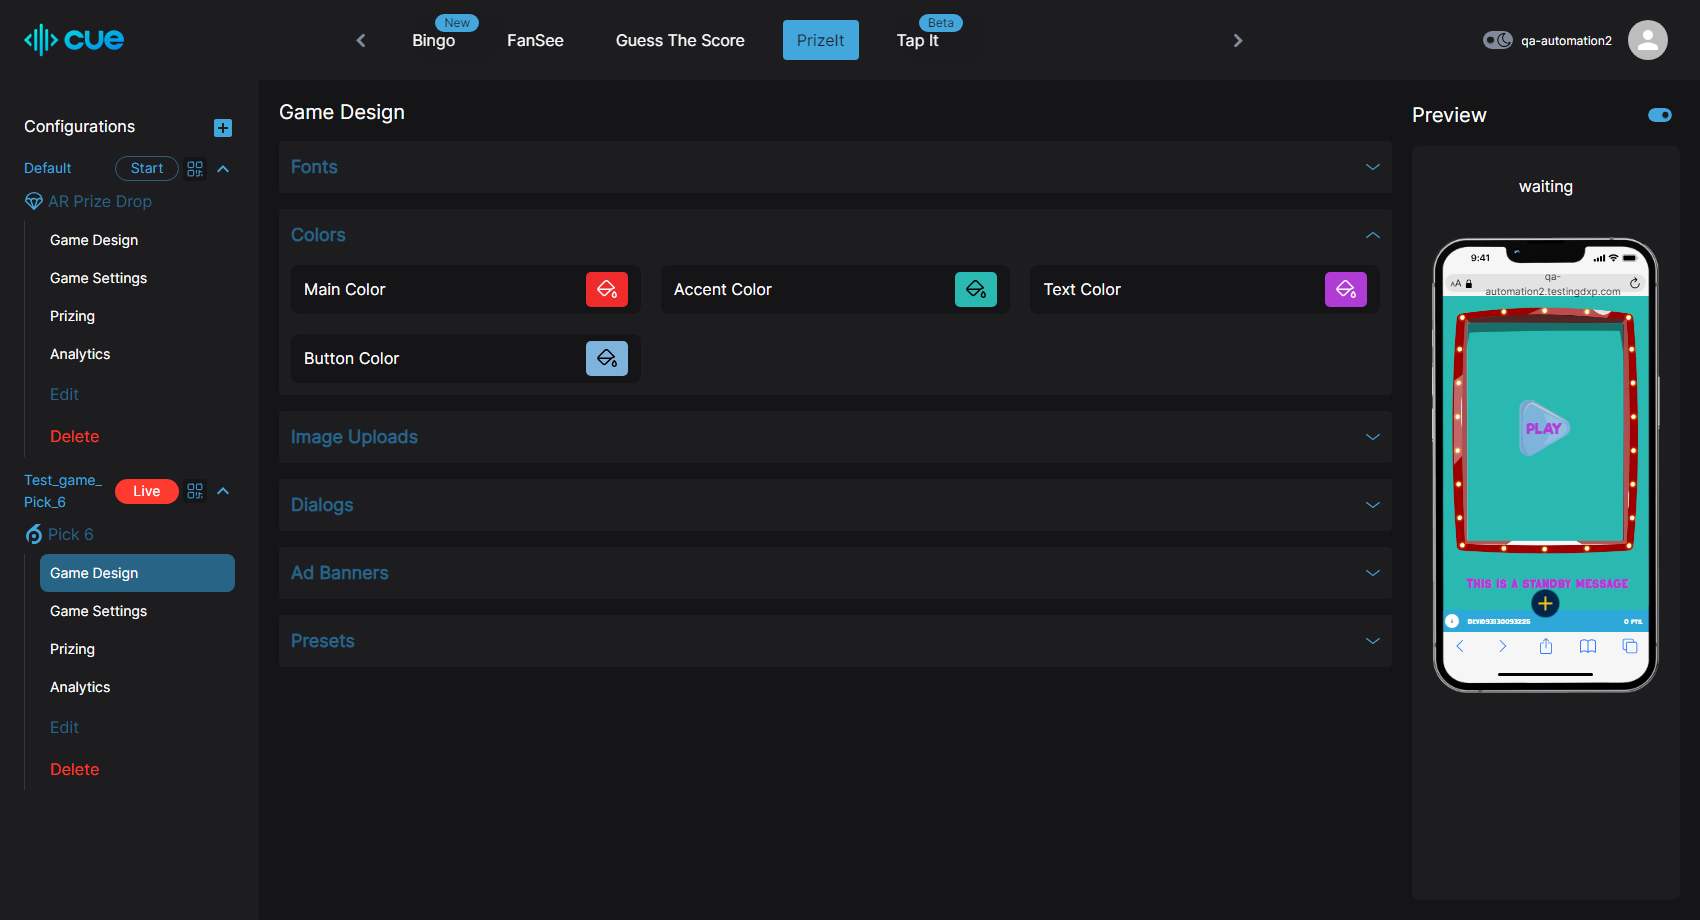 cue
New
Bingo
FanSee
Guess The Score
PrizeIt
Beta
Tap It
qa-automation2
Configurations
Default
Start
AR Prize Drop
Game Design
Game Settings
Prizing
Analytics
Edit
Delete
Test_game_
Pick_6
Live
Pick 6
Game Design
Game Settings
Prizing
Analytics
Edit
Delete
Game Design
Fonts
Colors
Main Color
Accent Color
Text Color
Button Color
Image Uploads
Dialogs
Ad Banners
Presets
Preview
waiting
9:41
AA
qa-
automation2.testingdxp.com
PLAY
THIS IS A STANDBY MESSAGE
0 PTS.